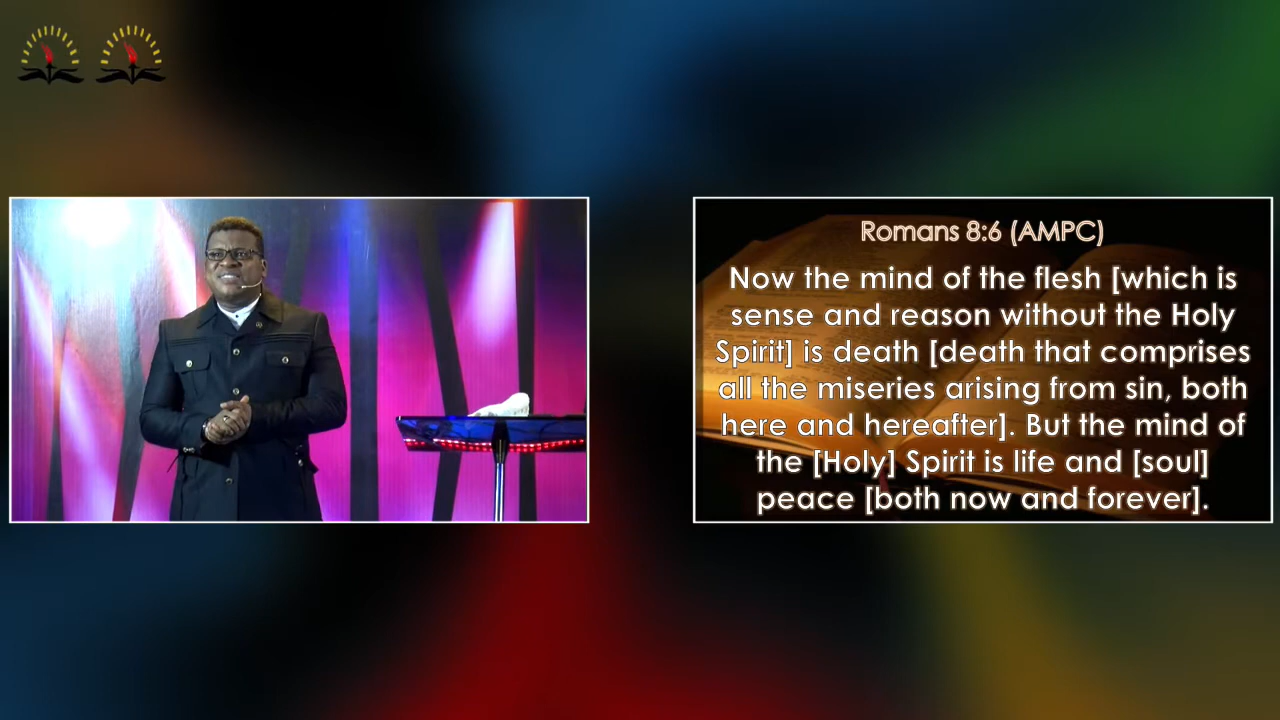 Romans 8:6 (AMPC)
Now the mind of the flesh [which is
sense and reason without the Holy
Spirit] is death [death that comprises
all the miseries arising from sin, both
here and hereafter]. But the mind of
the [Holy] Spirit is life and [soul]
peace [both now and forever].